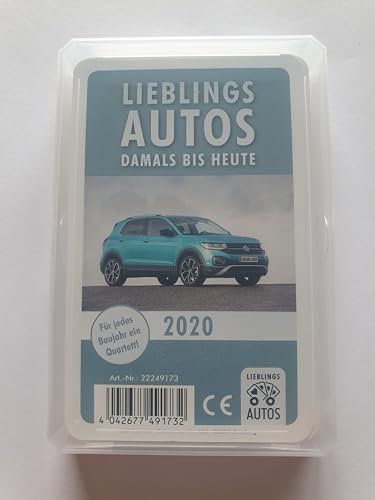 LIEBLINGS
AUTOS
DAMALS BIS HEUTE
Für jedes
Baujahr ein
Quartett!
2020
Art.-Nr.: 22249173
4 042677 491732
CE
LIEBLINGS
AUTOS